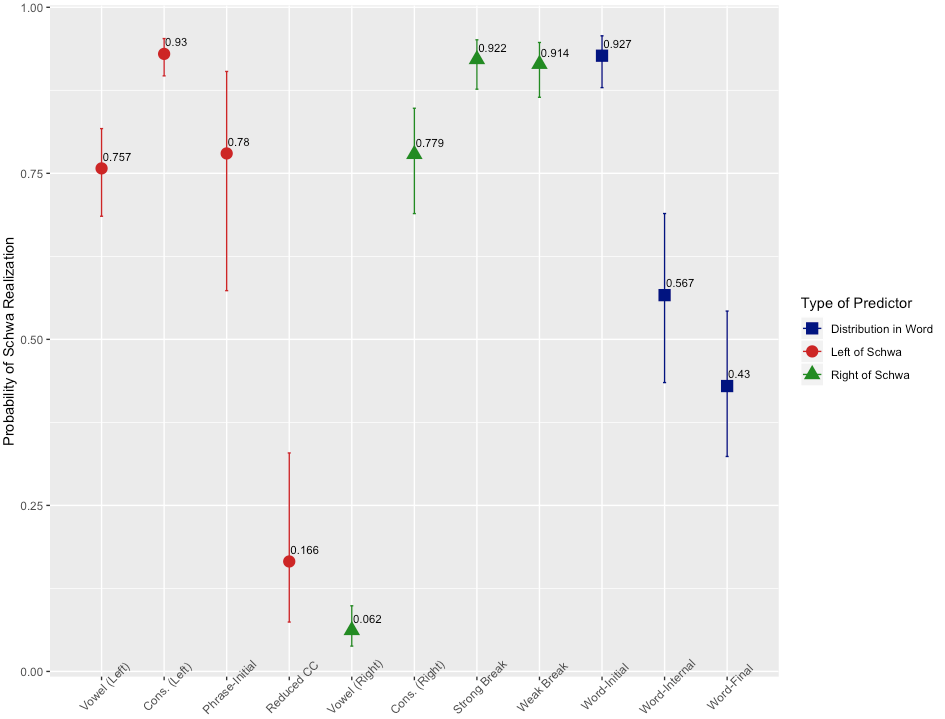 1.00
0.75
0.50
0.25
0.00
Probability of Schwa Realization
0.757
0.93
0.78
0.166
0.062
0.779
0.922
0.914
0.927
0.567
0.43
Vowel (Left)
Cons. (Left)
Phrase-Initial
Reduced CC
Vowel (Right)
Cons. (Right)
Strong Break
Weak Break
Word-Initial
Word-Internal
Word-Final
Type of Predictor
Distribution in Word
Left of Schwa
Right of Schwa